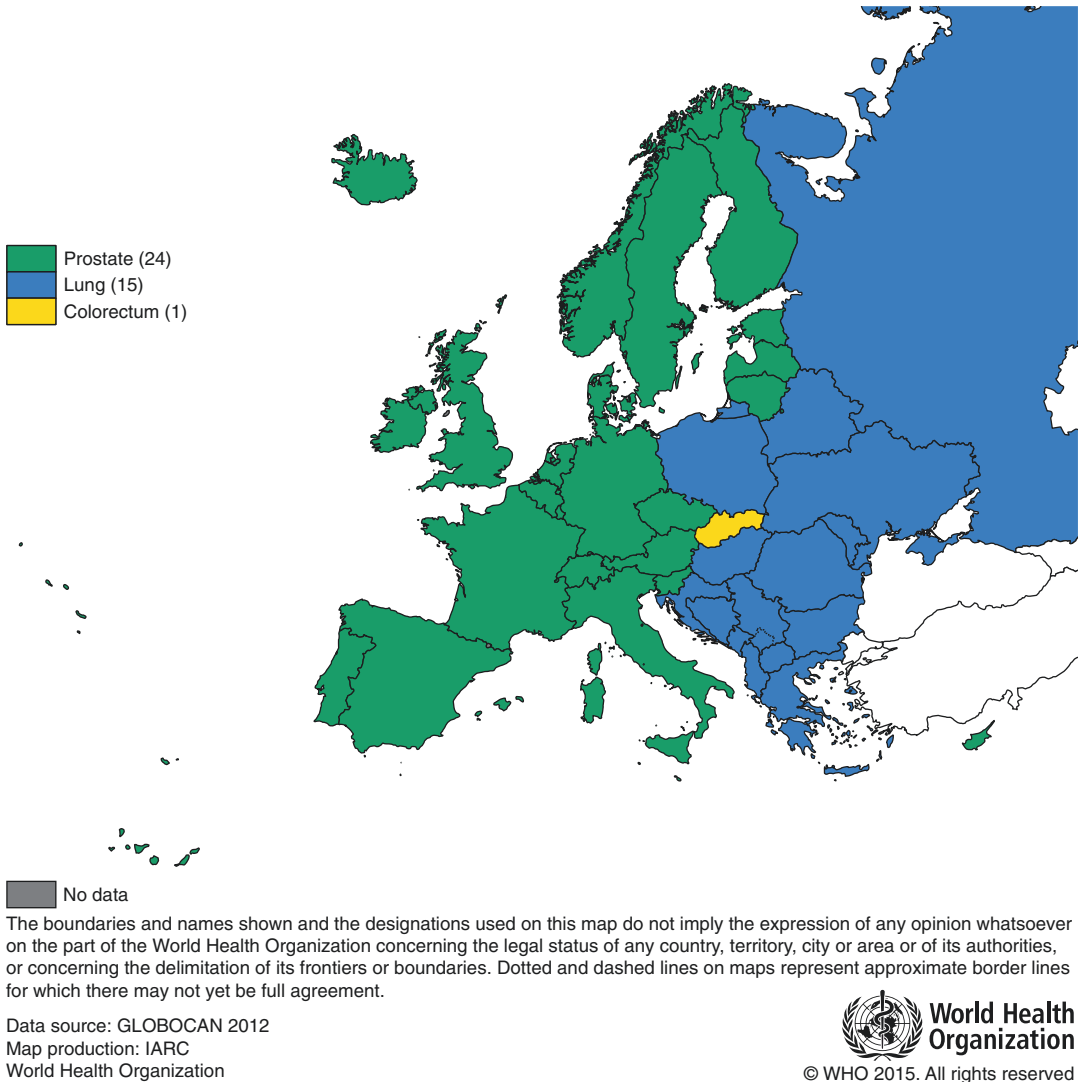 Prostate (24)
Lung (15)
Colorectum (1)
No data
The boundaries and names shown and the designations used on this map do not imply the expression of any opinion whatsoever
on the part of the World Health Organization concerning the legal status of any country, territory, city or area or of its authorities,
or concerning the delimitation of its frontiers or boundaries. Dotted and dashed lines on maps represent approximate border lines
for which there may not yet be full agreement.
Data source: GLOBOCAN 2012
Map production: IARC
World Health Organization
World Health
Organization
© WHO 2015. All rights reserved